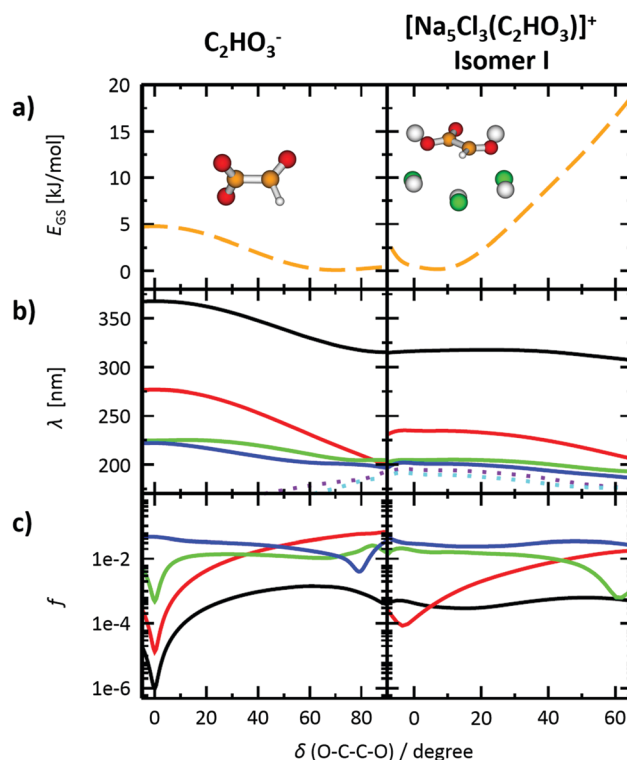 C₂HO₃⁻
[Na₅Cl₃(C₂HO₃)]⁺
Isomer I
a)
20
15
10
5
0
E_GS [kJ/mol]
b)
350
300
250
200
λ [nm]
c)
1e-2
1e-4
1e-6
f
0 20 40 60 80 0 20 40 60
δ (O-C-C-O) / degree